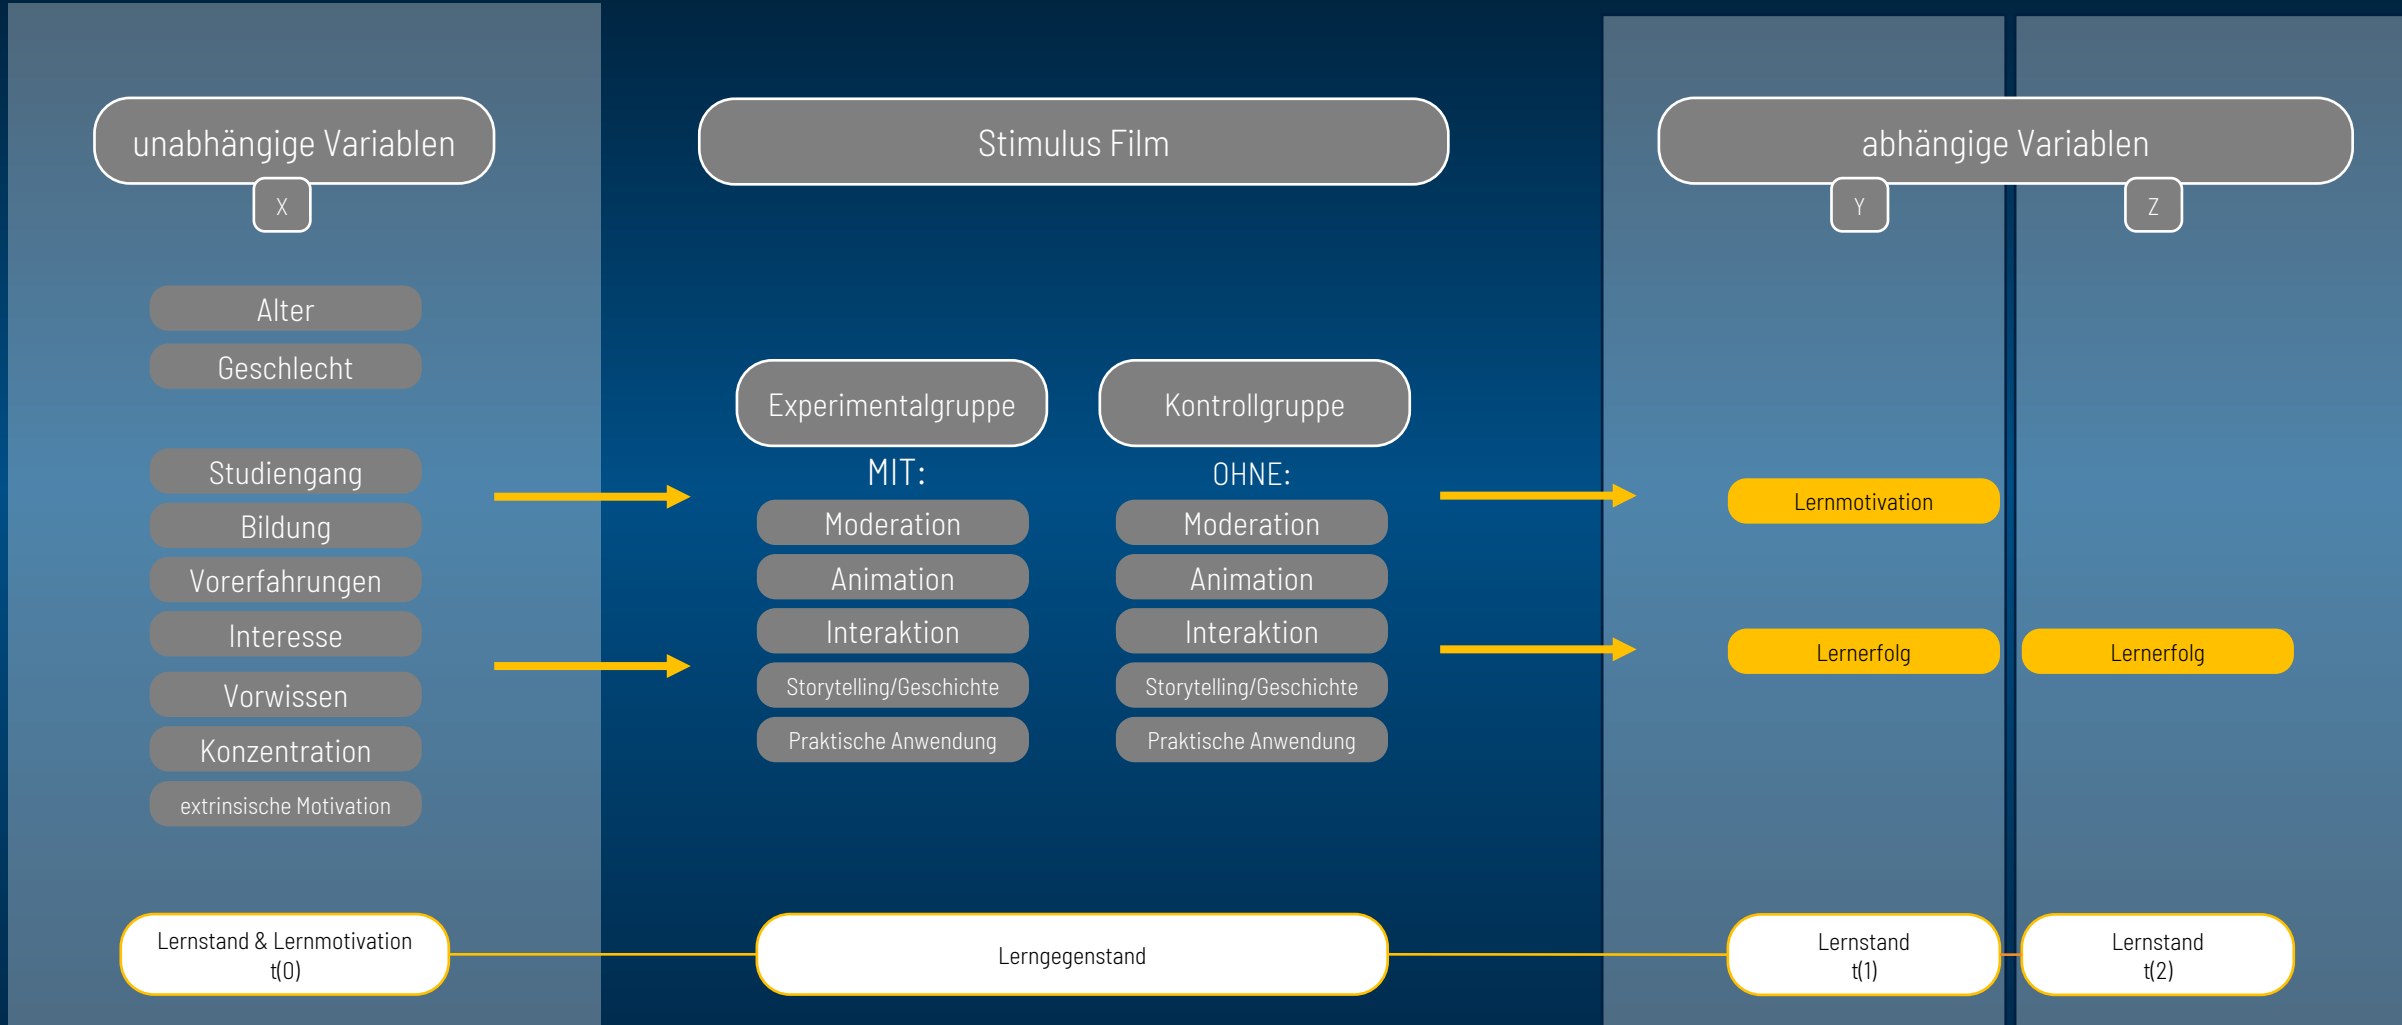 unabhängige Variablen
X
Alter
Geschlecht
Studiengang
Bildung
Vorerfahrungen
Interesse
Vorwissen
Konzentration
extrinsische Motivation
Lernstand & Lernmotivation
t(0)
Stimulus Film
Experimentalgruppe
MIT:
Moderation
Animation
Interaktion
Storytelling/Geschichte
Praktische Anwendung
Kontrollgruppe
OHNE:
Moderation
Animation
Interaktion
Storytelling/Geschichte
Praktische Anwendung
Lerngegenstand
abhängige Variablen
Y
Lernmotivation
Lernerfolg
Lernstand
t(1)
Z
Lernerfolg
Lernstand
t(2)